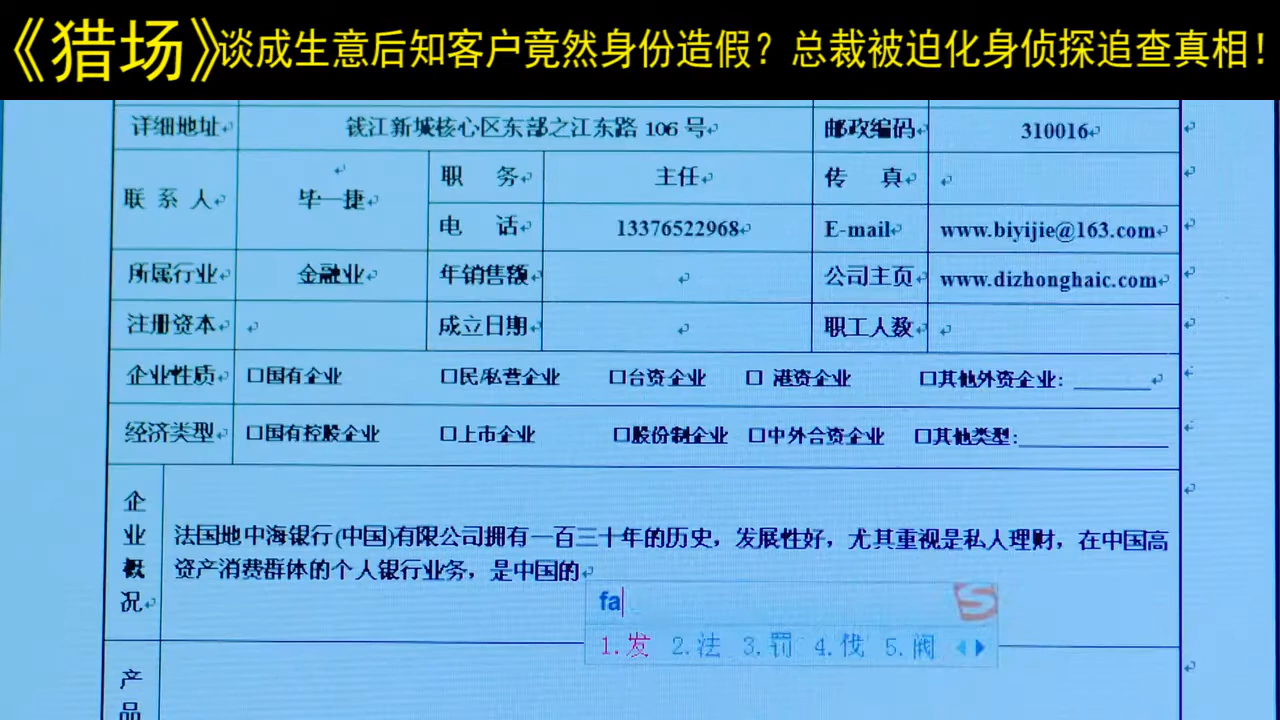 《猎场》谈成生意后知客户竟然身份造假？总裁被迫化身侦探追查真相！
详细地址 钱江新城核心区东部之江东路 106 号 邮政编码 310016
联系人 毕一捷 职务 主任 传真
电话 13376522968 E-mail www.biyijie@163.com
所属行业 金融业 年销售额 公司主页 www.dizhonghaic.com
注册资本 成立日期 职工人数
企业性质 □国有企业 □民/私营企业 □台资企业 □ 港资企业 □其他外资企业：________
经济类型 □国有控股企业 □上市企业 □股份制企业 □中外合资企业 □其他类型：________________
企业概况
法国地中海银行(中国)有限公司拥有一百三十年的历史，发展性好，尤其重视是私人理财，在中国高
资产消费群体的个人银行业务，是中国的
fa
1.发 2.法 3.罚 4.伐 5.阀
产品